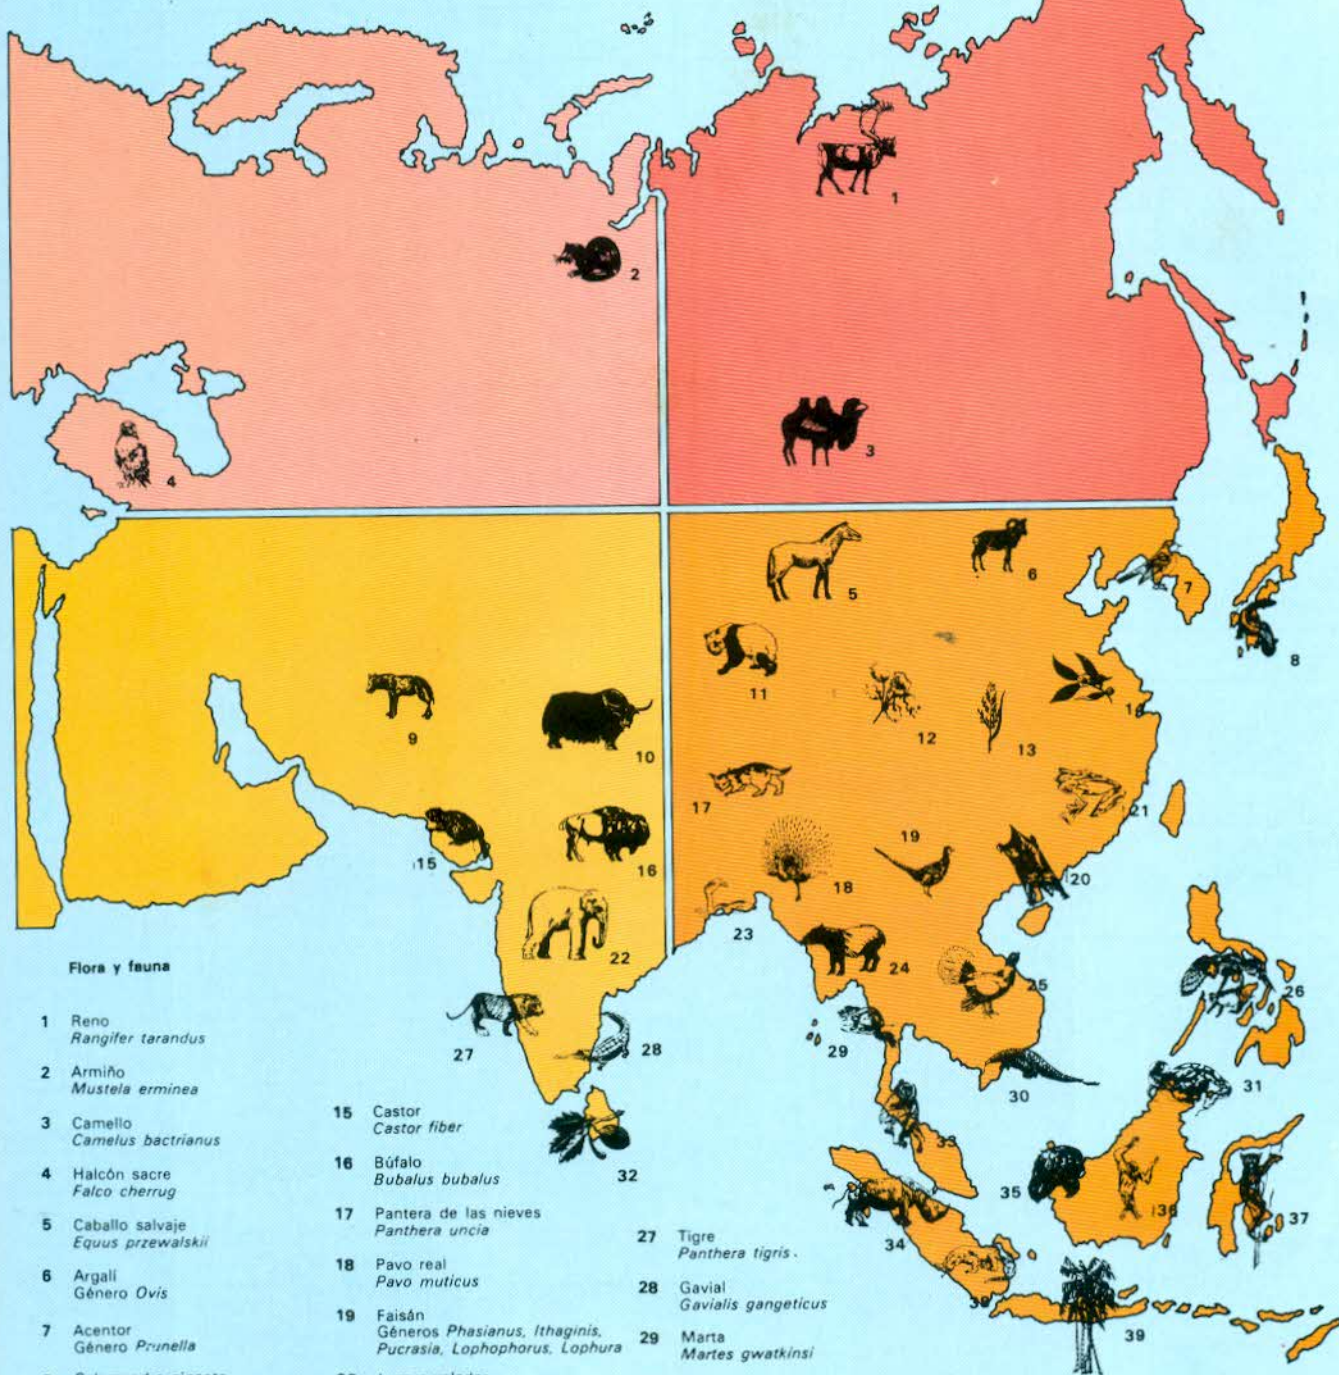 1
2
3
4
5
6
7
8
9
10
11
12
13
14
15
16
17
18
19
20
21
22
23
24
25
26
27
28
29
30
31
32
33
34
35
36
37
38
39
Flora y fauna
1 Reno
Rangifer tarandus
2 Armiño
Mustela erminea
3 Camello
Camelus bactrianus
4 Halcón sacre
Falco cherrug
5 Caballo salvaje
Equus przewalskii
6 Argali
Género Ovis
7 Acentor
Género Prunella
15 Castor
Castor fiber
16 Búfalo
Bubalus bubalus
17 Pantera de las nieves
Panthera uncia
18 Pavo real
Pavo muticus
19 Faisán
Géneros Phasianus, Ithaginis,
Pucrasia, Lophophorus, Lophura
27 Tigre
Panthera tigris.
28 Gavial
Gavialis gangeticus
29 Marta
Martes gwatkinsi